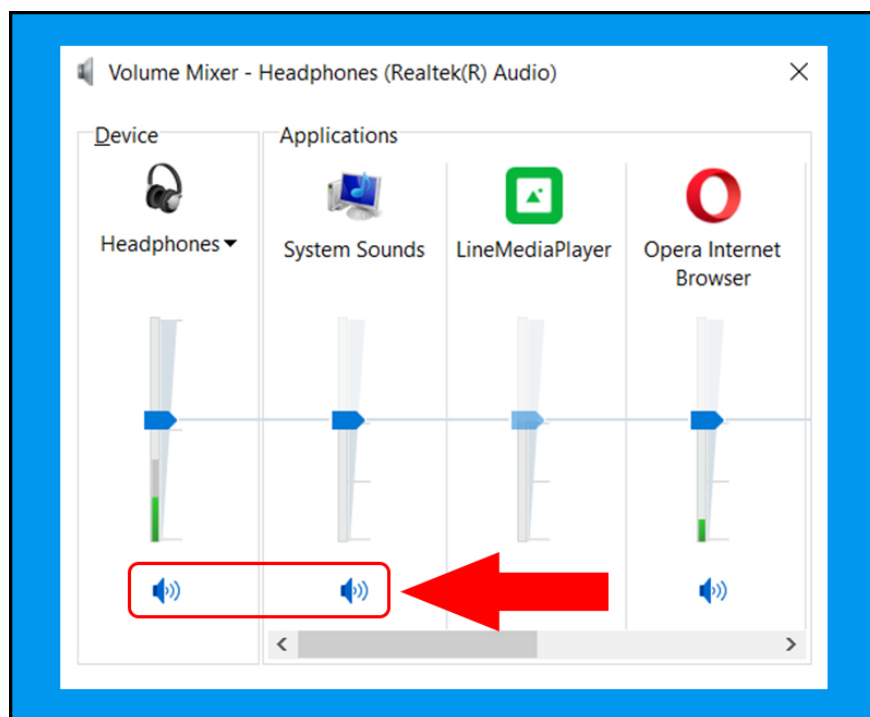 Volume Mixer - Headphones (Realtek(R) Audio)
Device
Applications
Headphones
System Sounds
LineMediaPlayer
Opera Internet
Browser